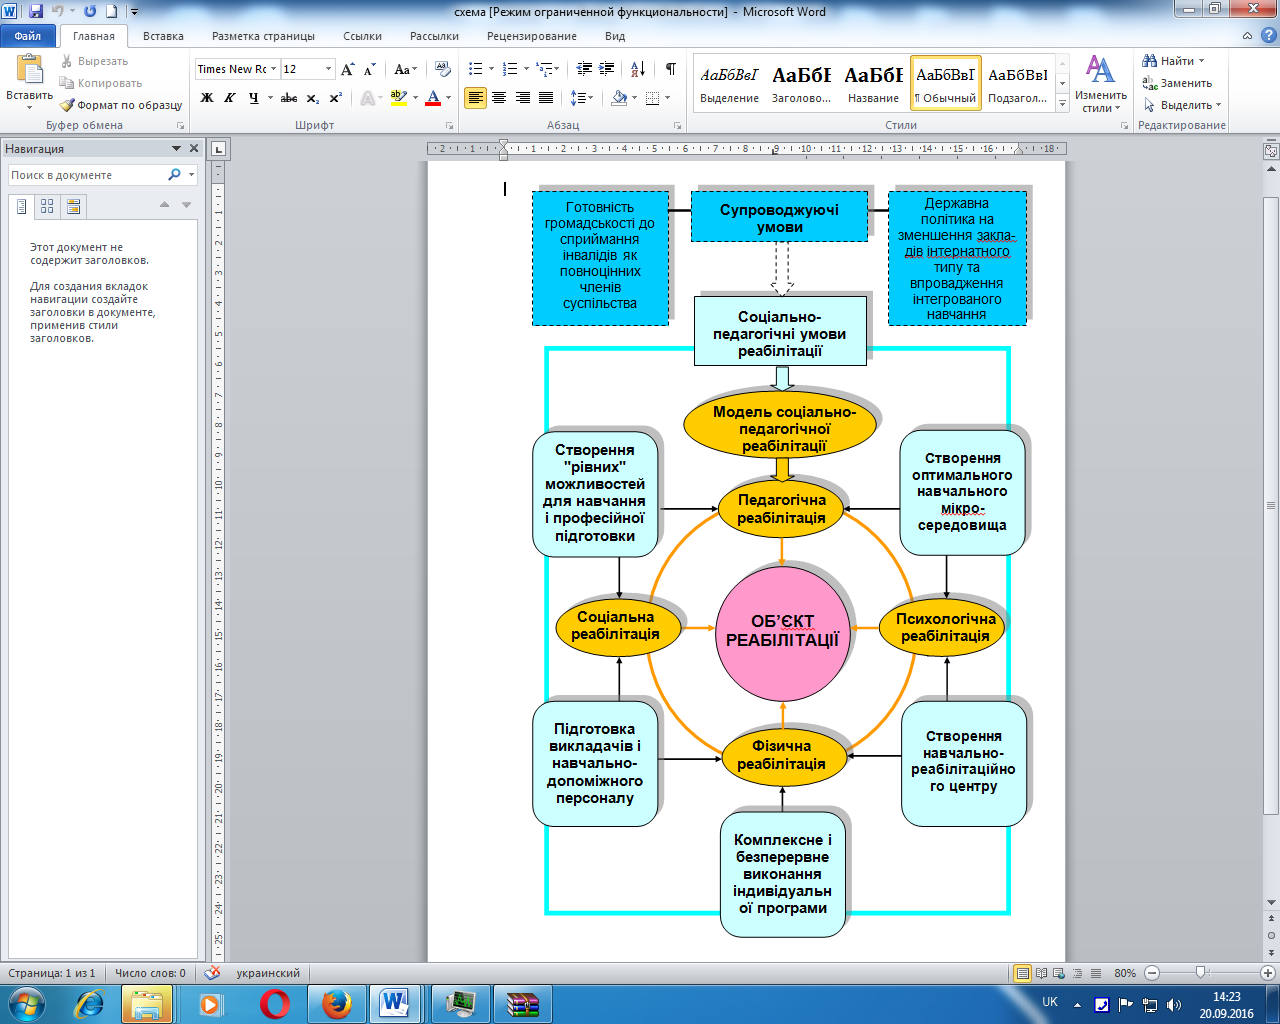 схема [Режим ограниченной функциональности] - Microsoft Word
Файл
Главная
Вставка
Разметка страницы
Ссылки
Рассылки
Рецензирование
Вид
Вставить
Вырезать
Копировать
Формат по образцу
Буфер обмена
Times New Rc
12
Шрифт
Абзац
АаБбВвІ
Выделение
АаБбВ
Заголово...
АаБбВ
Название
АаБбВвІ
¶ Обычный
АаБбВвІ
Подзагол...
Изменить
стили
Стили
Найти
Заменить
Выделить
Редактирование
Навигация
Поиск в документе
Этот документ не
содержит заголовков.
Для создания вкладок
навигации создайте
заголовки в документе,
применив стили
заголовков.
Готовність
громадськості до
сприймання
інвалідів як
повноцінних
членів
суспільства
Супроводжуючі
умови
Державна
політика на
зменшення закла-
дів інтернатного
типу та
впровадження
інтегрованого
навчання
Соціально-
педагогічні умови
реабілітації
Модель соціально-
педагогічної
реабілітації
Створення
"рівних"
можливостей
для навчання
і професійної
підготовки
Педагогічна
реабілітація
Створення
оптимального
навчального
мікро-
середовища
Соціальна
реабілітація
ОБ'ЄКТ
РЕАБІЛІТАЦІЇ
Психологічна
реабілітація
Підготовка
викладачів і
навчально-
допоміжного
персоналу
Фізична
реабілітація
Створення
навчально-
реабілітаційно
го центру
Комплексне і
безперервне
виконання
індивідуальн
ої програми
Страница: 1 из 1
Число слов: 0
украинский
80%
UK
14:23
20.09.2016